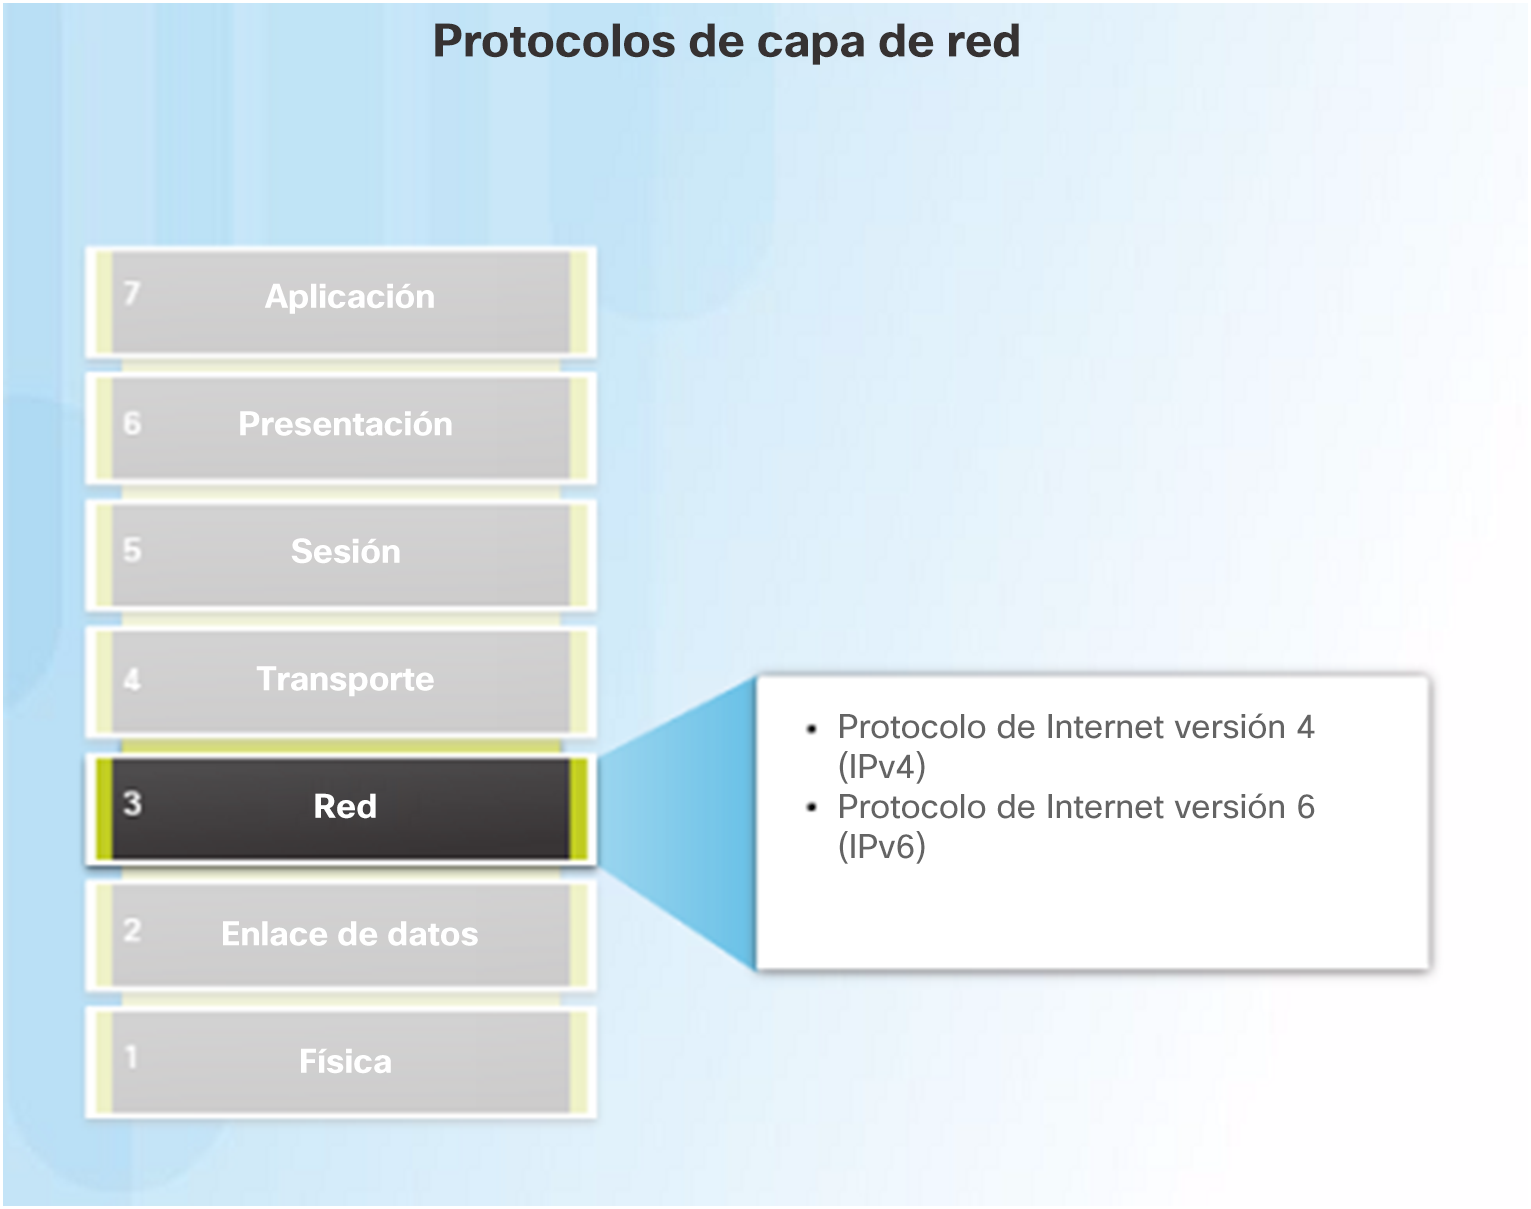 Protocolos de capa de red
7 Aplicación
6 Presentación
5 Sesión
4 Transporte
3 Red
2 Enlace de datos
1 Física
• Protocolo de Internet versión 4
(IPv4)
• Protocolo de Internet versión 6
(IPv6)